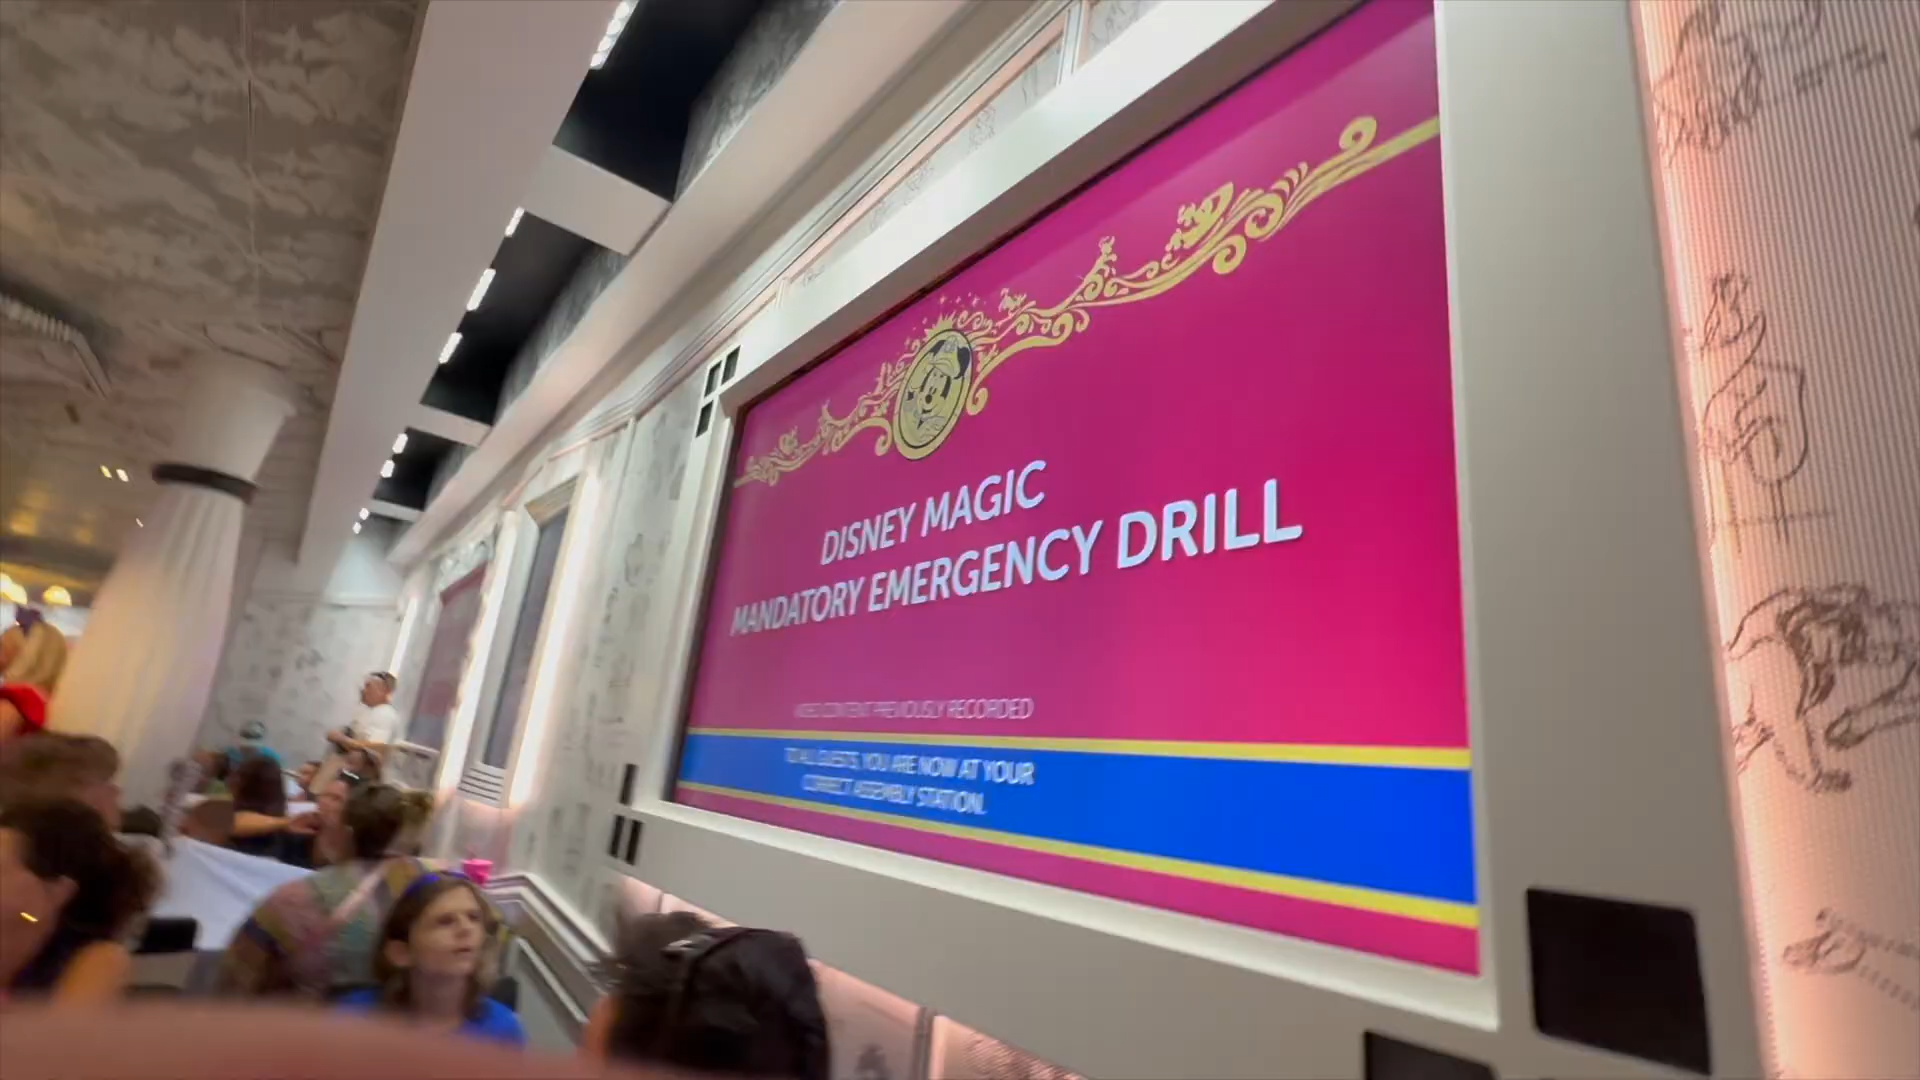 DISNEY MAGIC
MANDATORY EMERGENCY DRILL
VIDEO CONTENT PREVIOUSLY RECORDED
TO ALL GUESTS, YOU ARE NOW AT YOUR
CORRECT ASSEMBLY STATION.